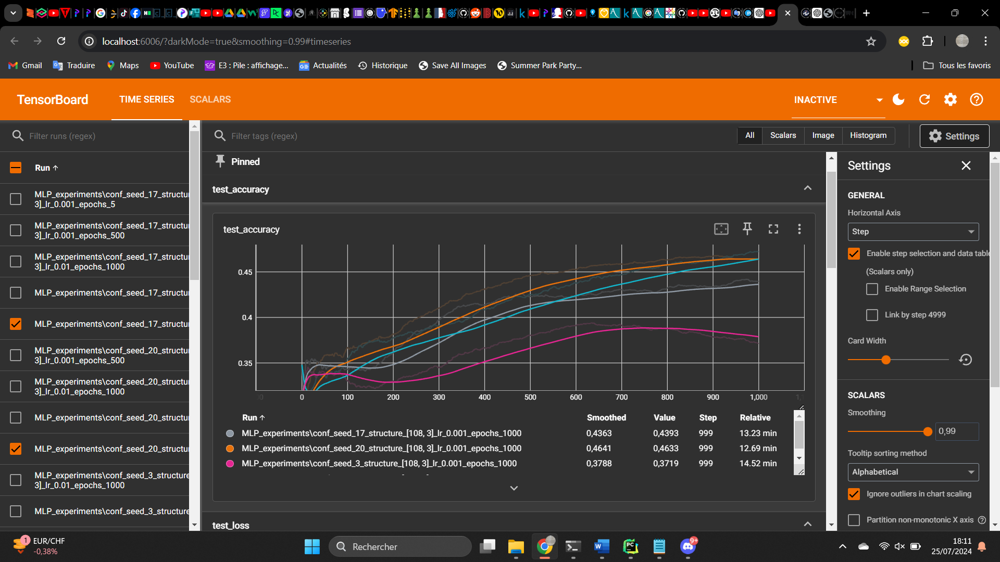 localhost:6006/?darkMode=true&smoothing=0.99#timeseries
Gmail
Traduire
Maps
YouTube
E3 : Pile : affichage...
Actualités
Historique
Save All Images
Summer Park Party...
Tous les favoris
TensorBoard
TIME SERIES
SCALARS
INACTIVE
Filter runs (regex)
Filter tags (regex)
All
Scalars
Image
Histogram
Settings
Run ↑
MLP_experiments\conf_seed_17_structu
3]_lr_0.001_epochs_5
MLP_experiments\conf_seed_17_structu
3]_lr_0.001_epochs_500
MLP_experiments\conf_seed_17_structu
3]_lr_0.01_epochs_1000
MLP_experiments\conf_seed_17_structu
MLP_experiments\conf_seed_17_structu
MLP_experiments\conf_seed_20_structu
3]_lr_0.001_epochs_500
MLP_experiments\conf_seed_20_structu
3]_lr_0.01_epochs_1000
MLP_experiments\conf_seed_20_structu
MLP_experiments\conf_seed_20_structu
MLP_experiments\conf_seed_3_structure
3]_lr_0.01_epochs_1000
MLP_experiments\conf_seed_3_structure
Pinned
test_accuracy
test_accuracy
0.45
0.4
0.35
0 100 200 300 400 500 600 700 800 900 1,000
Run ↑ Smoothed Value Step Relative
MLP_experiments\conf_seed_17_structure_[108, 3]_lr_0.001_epochs_1000 0,4363 0,4393 999 13.23 min
MLP_experiments\conf_seed_20_structure_[108, 3]_lr_0.001_epochs_1000 0,4641 0,4633 999 12.69 min
MLP_experiments\conf_seed_3_structure_[108, 3]_lr_0.001_epochs_1000 0,3788 0,3719 999 14.52 min
test_loss
Settings
GENERAL
Horizontal Axis
Step
Enable step selection and data table
(Scalars only)
Enable Range Selection
Link by step 4999
Card Width
SCALARS
Smoothing
0,99
Tooltip sorting method
Alphabetical
Ignore outliers in chart scaling
Partition non-monotonic X axis
1
EUR/CHF
-0,38%
Rechercher
9+
18:11
25/07/2024